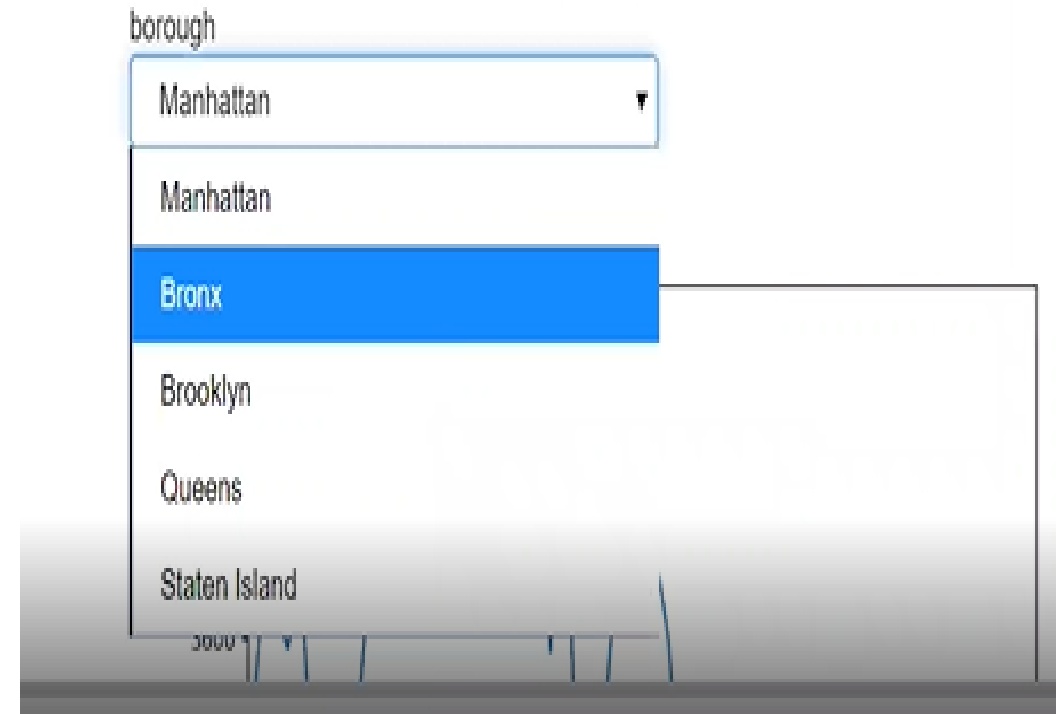 borough
Manhattan
Manhattan
Bronx
Brooklyn
Queens
Staten Island